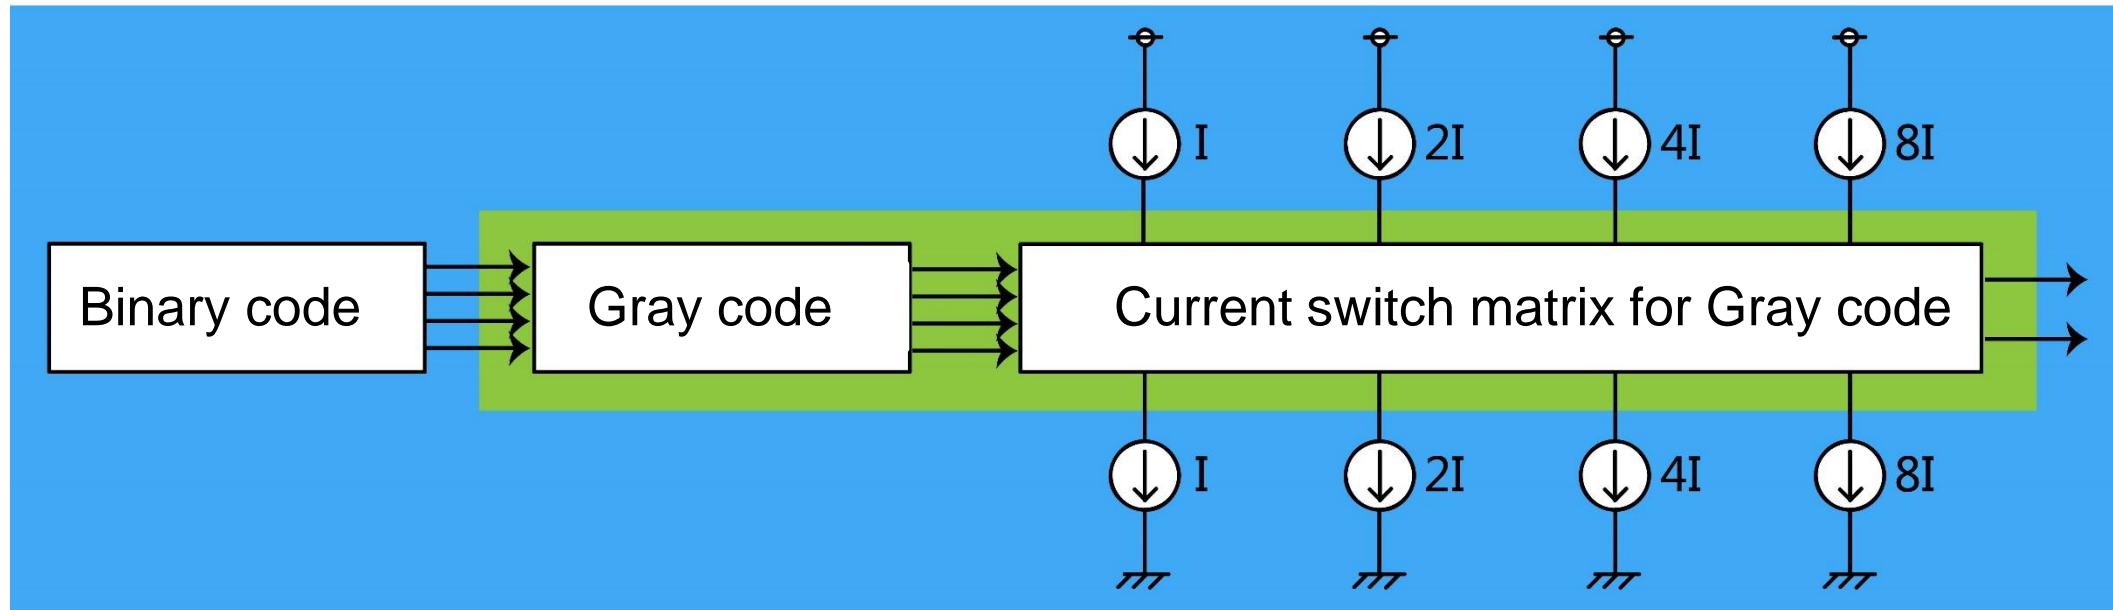 I 2I 4I 8I
Binary code Gray code Current switch matrix for Gray code
I 2I 4I 8I